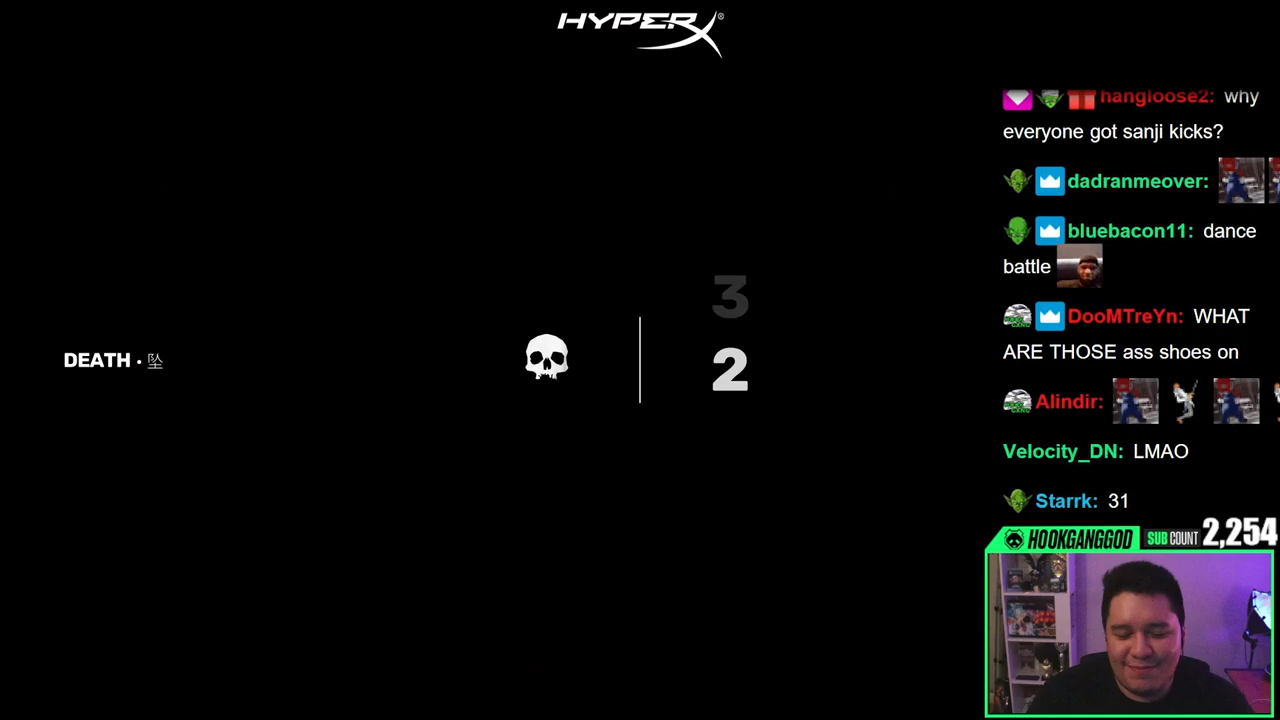 HYPERX®
hangloose2: why
everyone got sanji kicks?
dadranmeover:
bluebacon11: dance
battle
DooMTreYn: WHAT
ARE THOSE ass shoes on
Alindir:
Velocity_DN: LMAO
Starrk: 31
3
2
DEATH • 坠
HOOKGANGGOD SUB COUNT 2,254